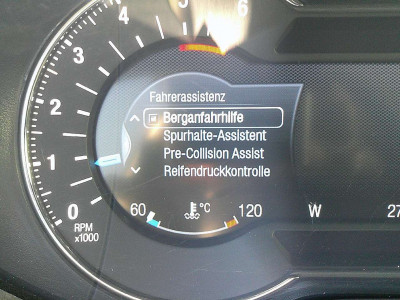 6
5
4
3
2
1
0
RPM
x1000
Fahrerassistenz
Berganfahrhilfe
Spurhalte-Assistent
Pre-Collision Assist
Reifendruckkontrolle
60 °C 120 W 27